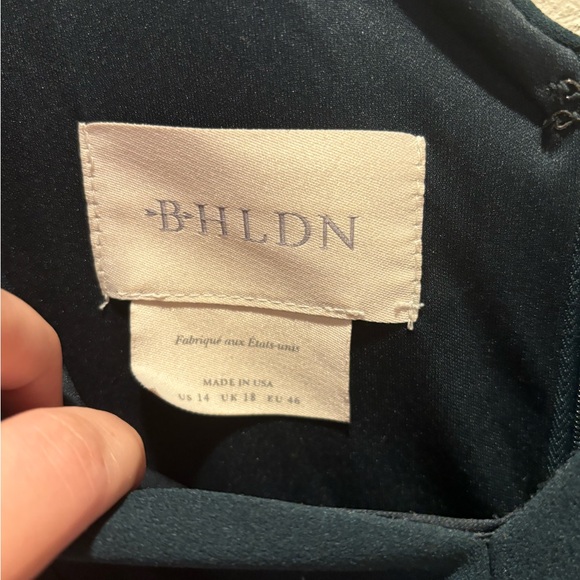 BHLDN
Fabriqué aux États-unis
MADE IN USA
US 14 UK 18 EU 46